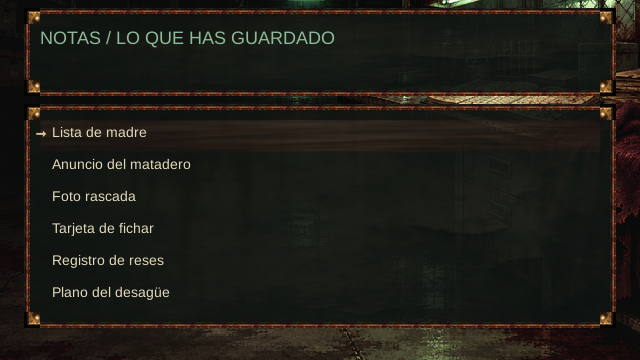 NOTAS / LO QUE HAS GUARDADO
→ Lista de madre
Anuncio del matadero
Foto rascada
Tarjeta de fichar
Registro de reses
Plano del desagüe